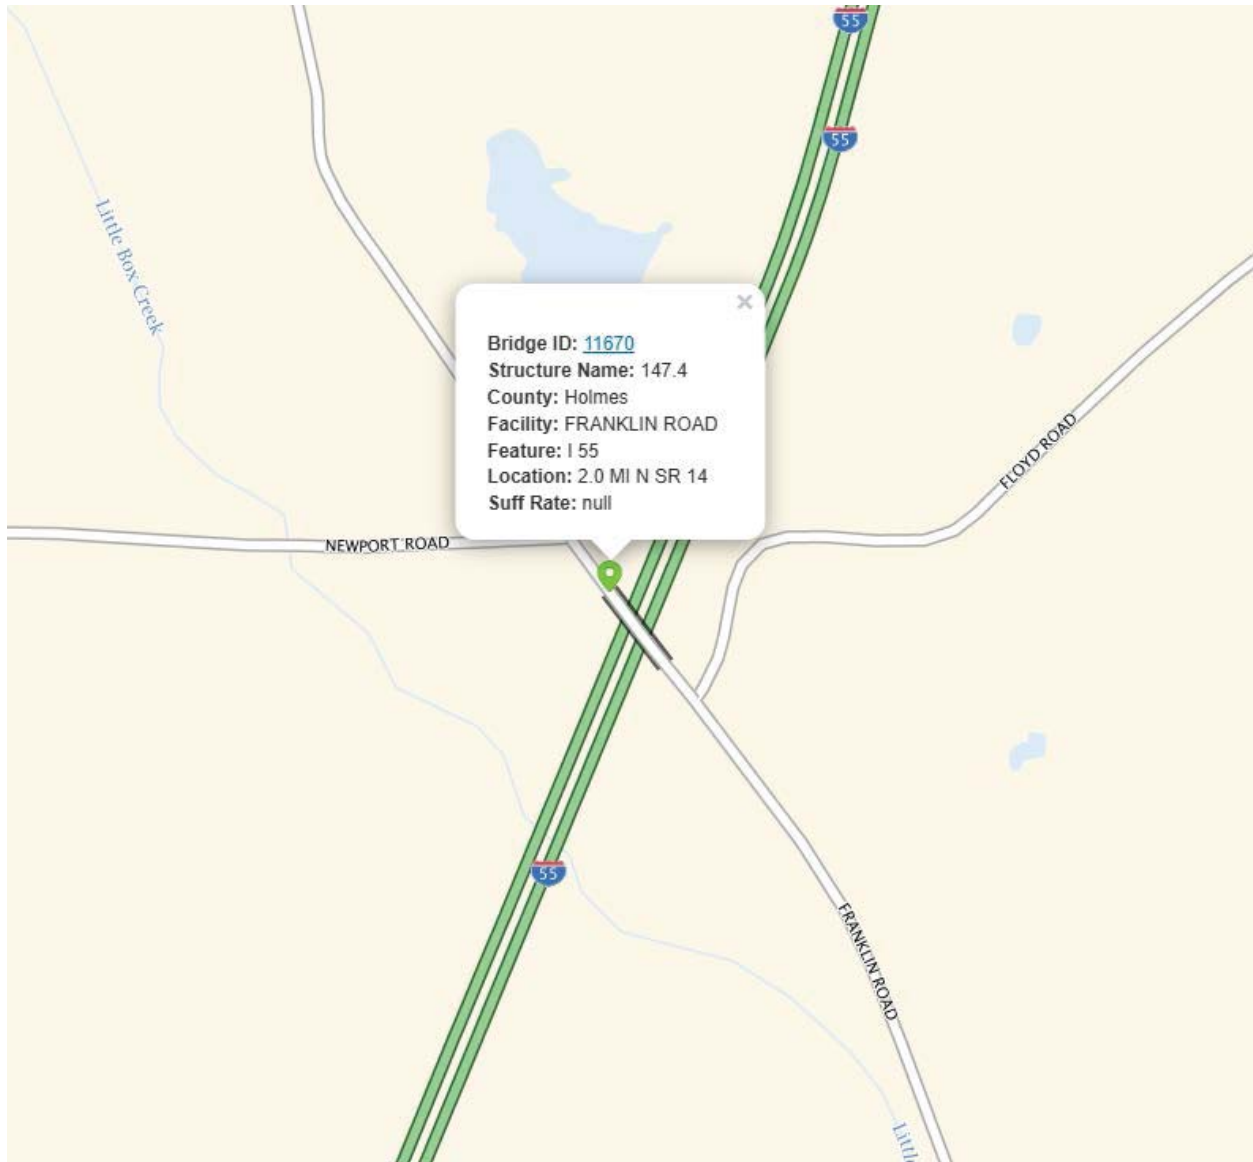 55
55
Little Box Creek
×
Bridge ID: 11670
Structure Name: 147.4
County: Holmes
Facility: FRANKLIN ROAD
Feature: I 55
Location: 2.0 MI N SR 14
Suff Rate: null
FLOYD ROAD
NEWPORT ROAD
55
FRANKLIN ROAD